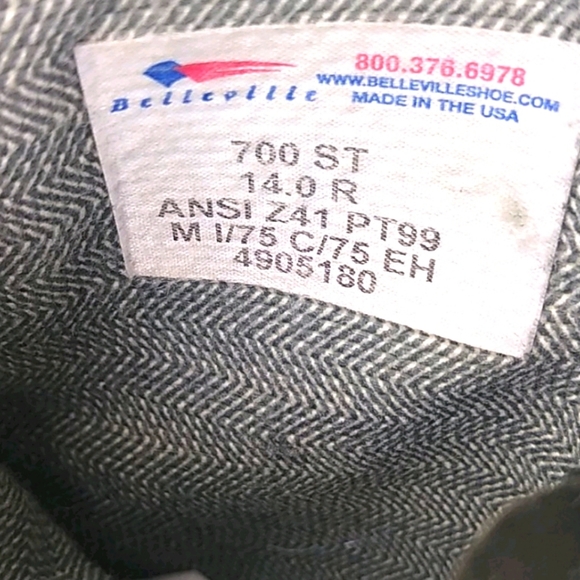 Belleville
800.376.6978
WWW.BELLEVILLESHOE.COM
MADE IN THE USA
700 ST
14.0 R
ANSI Z41 PT99
M I/75 C/75 EH
4905180